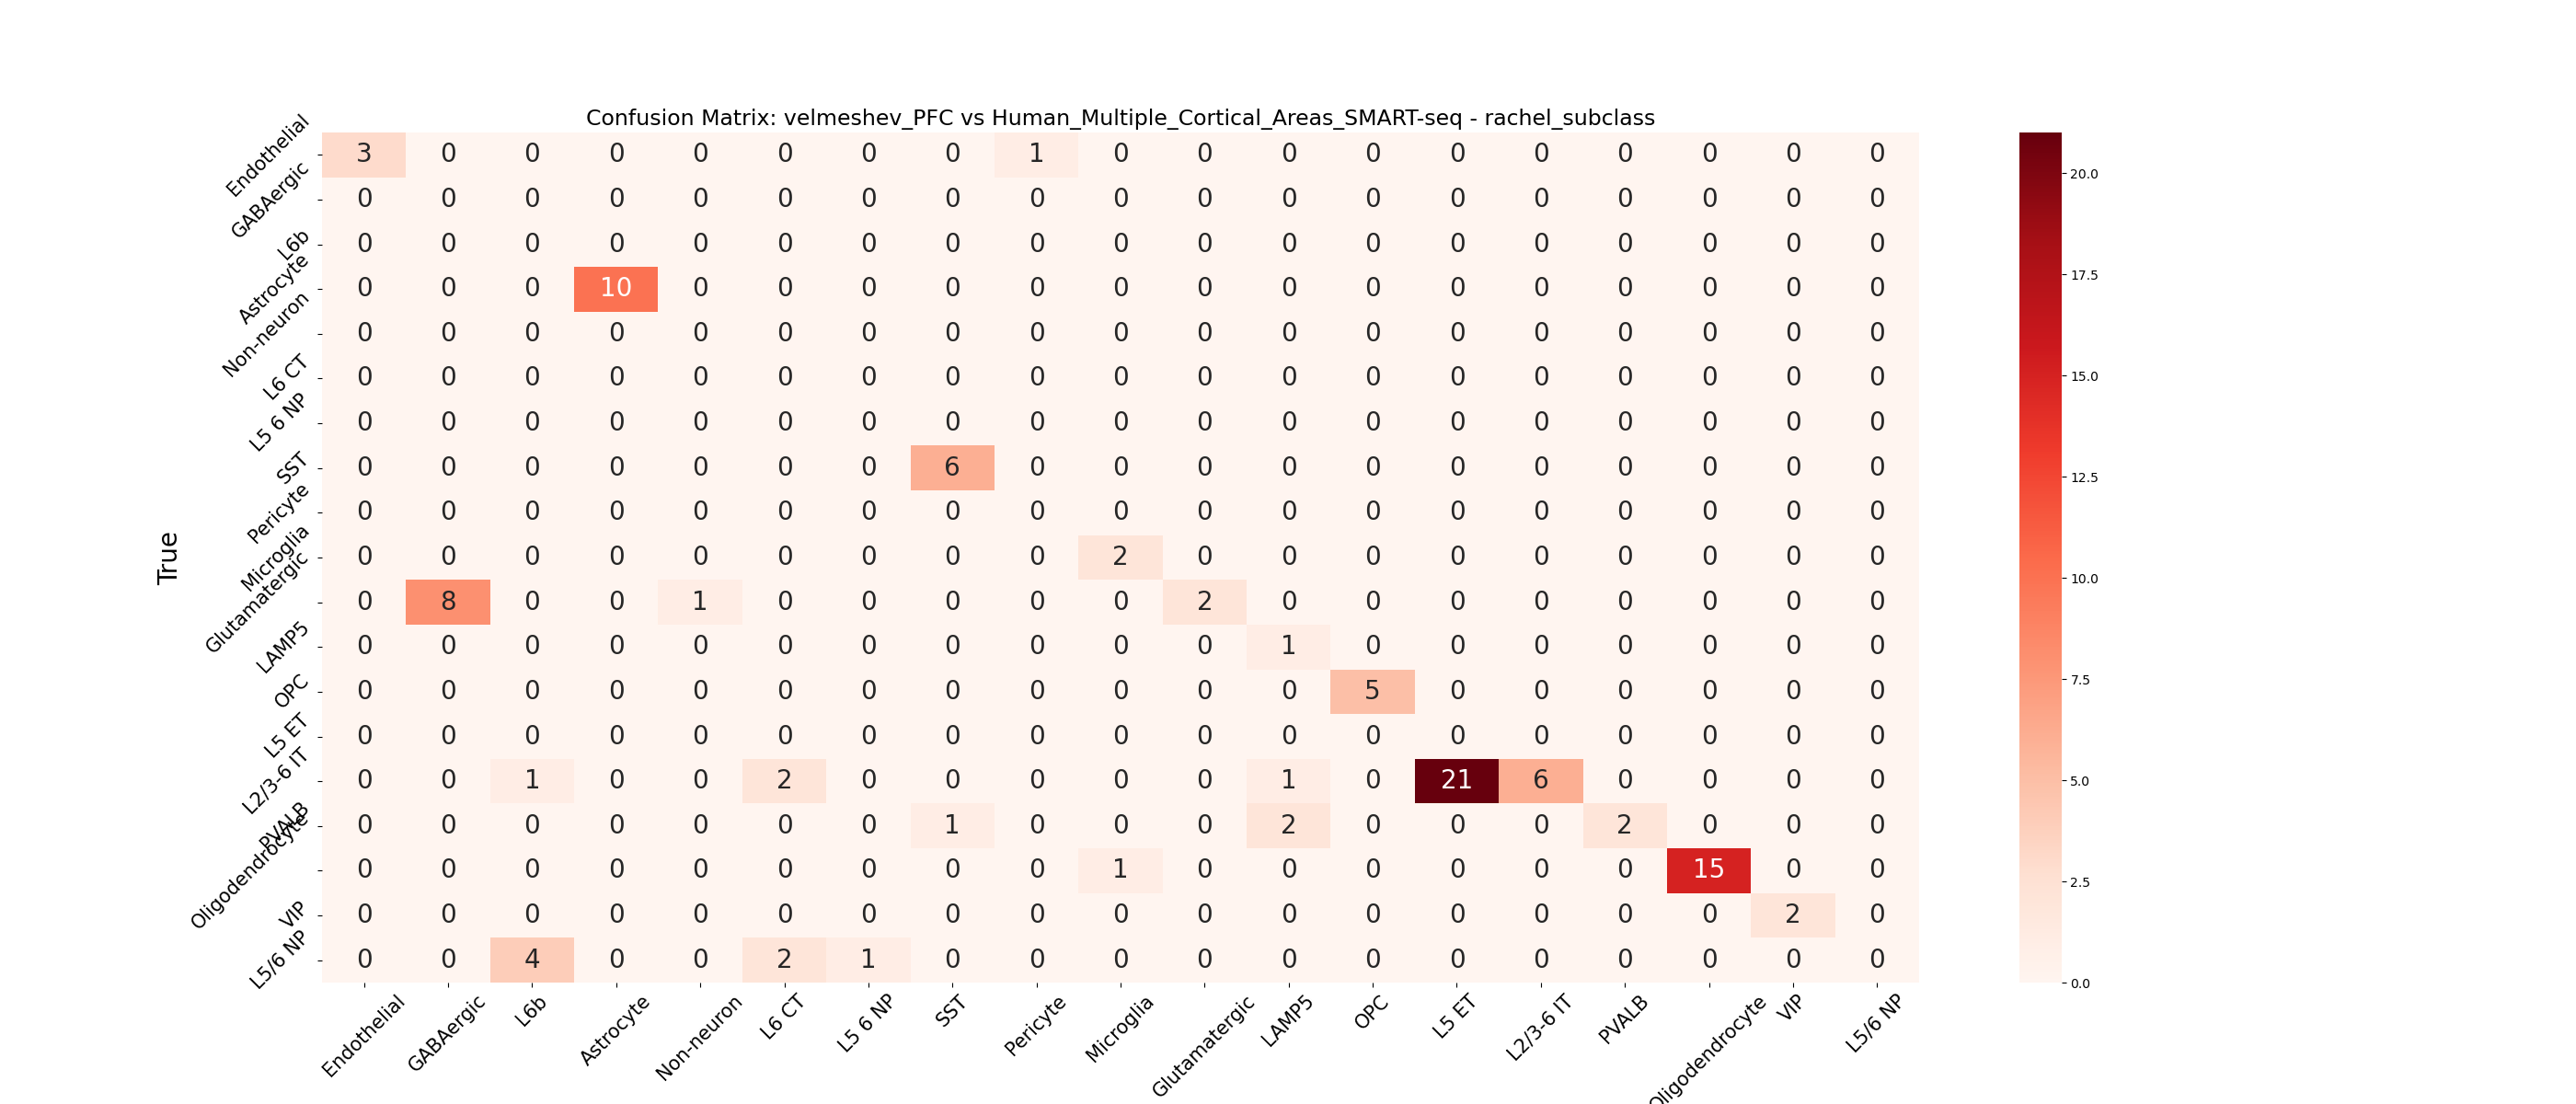 Confusion Matrix: velmeshev_PFC vs Human_Multiple_Cortical_Areas_SMART-seq - rachel_subclass
True
Endothelial 3 0 0 0 0 0 0 0 1 0 0 0 0 0 0 0 0 0 0
GABAergic 0 0 0 0 0 0 0 0 0 0 0 0 0 0 0 0 0 0 0
L6b 0 0 0 0 0 0 0 0 0 0 0 0 0 0 0 0 0 0 0
Astrocyte 0 0 0 10 0 0 0 0 0 0 0 0 0 0 0 0 0 0 0
Non-neuron 0 0 0 0 0 0 0 0 0 0 0 0 0 0 0 0 0 0 0
L6 CT 0 0 0 0 0 0 0 0 0 0 0 0 0 0 0 0 0 0 0
L5 6 NP 0 0 0 0 0 0 0 0 0 0 0 0 0 0 0 0 0 0 0
SST 0 0 0 0 0 0 0 6 0 0 0 0 0 0 0 0 0 0 0
Pericyte 0 0 0 0 0 0 0 0 0 0 0 0 0 0 0 0 0 0 0
Microglia 0 0 0 0 0 0 0 0 0 2 0 0 0 0 0 0 0 0 0
Glutamatergic 0 8 0 0 1 0 0 0 0 0 2 0 0 0 0 0 0 0 0
LAMP5 0 0 0 0 0 0 0 0 0 0 0 1 0 0 0 0 0 0 0
OPC 0 0 0 0 0 0 0 0 0 0 0 0 5 0 0 0 0 0 0
L5 ET 0 0 0 0 0 0 0 0 0 0 0 0 0 0 0 0 0 0 0
L2/3-6 IT 0 0 1 0 0 2 0 0 0 0 0 1 0 21 6 0 0 0 0
PVALB 0 0 0 0 0 0 0 1 0 0 0 2 0 0 0 2 0 0 0
Oligodendrocyte 0 0 0 0 0 0 0 0 0 1 0 0 0 0 0 0 15 0 0
VIP 0 0 0 0 0 0 0 0 0 0 0 0 0 0 0 0 0 2 0
L5/6 NP 0 0 4 0 0 2 1 0 0 0 0 0 0 0 0 0 0 0 0
Endothelial GABAergic L6b Astrocyte Non-neuron L6 CT L5 6 NP SST Pericyte Microglia Glutamatergic LAMP5 OPC L5 ET L2/3-6 IT PVALB Oligodendrocyte VIP L5/6 NP
20.0
17.5
15.0
12.5
10.0
7.5
5.0
2.5
0.0